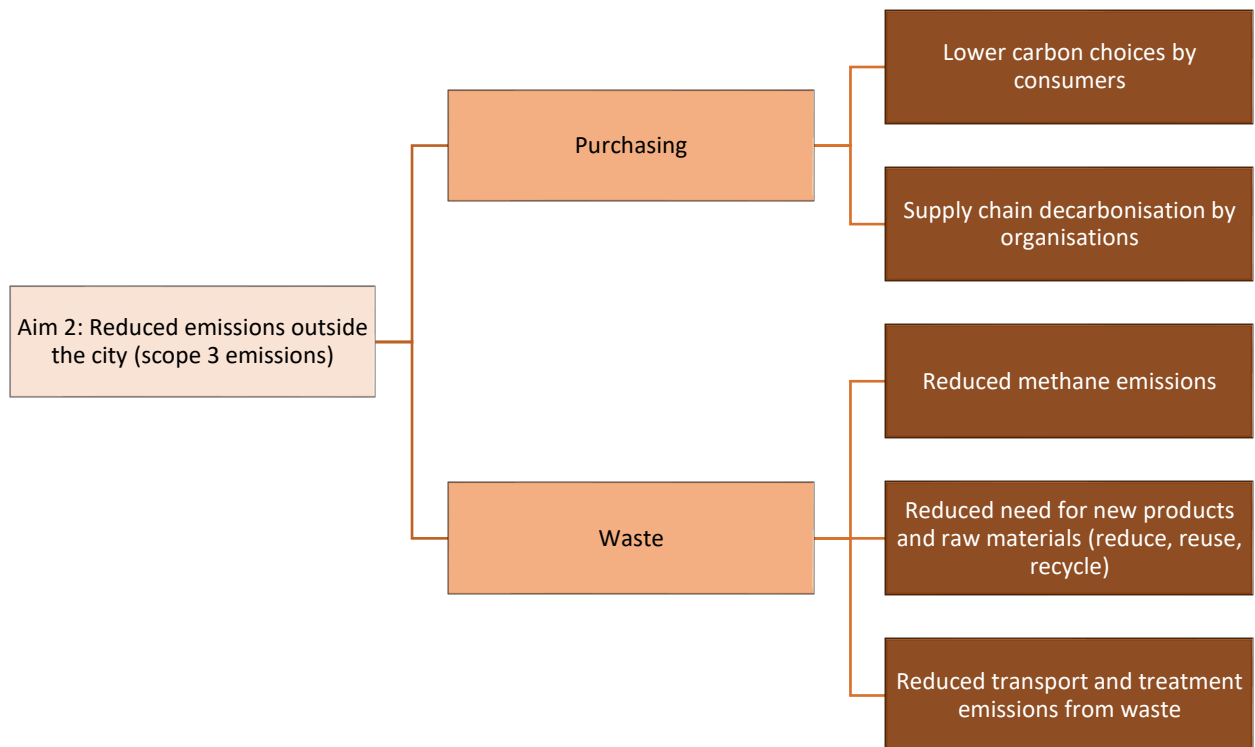 Lower carbon choices by
consumers
Purchasing
Supply chain decarbonisation by
organisations
Aim 2: Reduced emissions outside
the city (scope 3 emissions)
Reduced methane emissions
Waste
Reduced need for new products
and raw materials (reduce, reuse,
recycle)
Reduced transport and treatment
emissions from waste